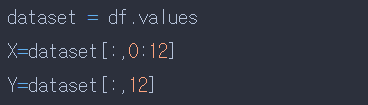 dataset = df.values
X=dataset[:,0:12]
Y=dataset[:,12]